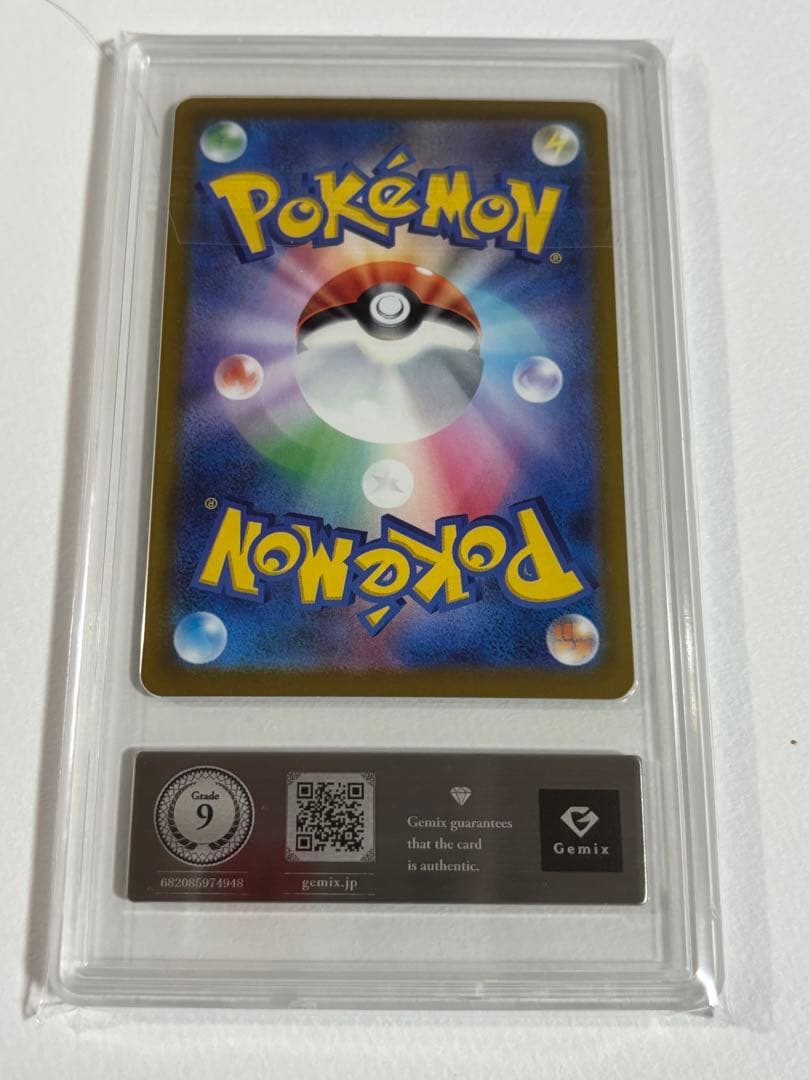 POKéMON
®
®
POKéMON
Grade
9
682085974948
gemix.jp
Gemix guarantees
that the card
is authentic.
G
Gemix